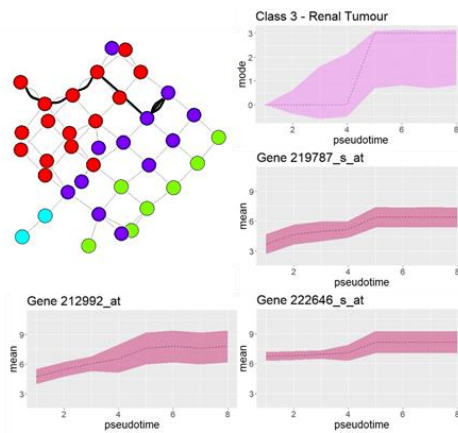 Class 3 - Renal Tumour
3
2
1
0
mode
2
4
6
8
pseudotime
Gene 219787_s_at
9
6
3
mean
2
4
6
8
pseudotime
Gene 212992_at
9
6
3
mean
2
4
6
8
pseudotime
Gene 222646_s_at
9
6
3
mean
2
4
6
8
pseudotime